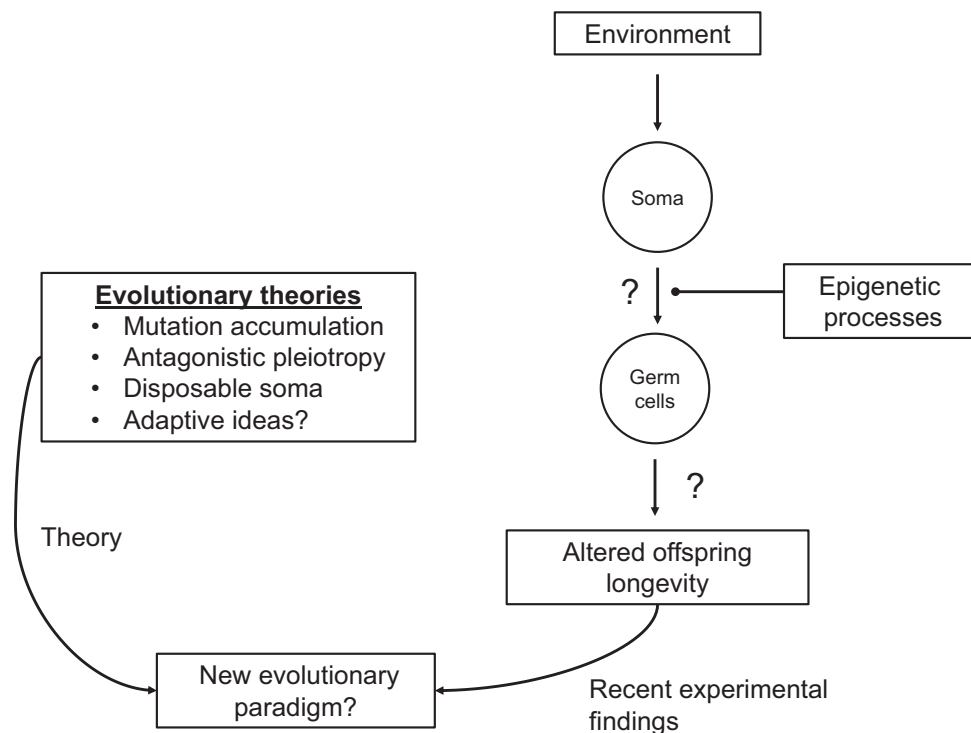 Environment
Soma
?
Epigenetic
processes
Evolutionary theories
• Mutation accumulation
• Antagonistic pleiotropy
• Disposable soma
• Adaptive ideas?
Germ
cells
?
Theory
Altered offspring
longevity
New evolutionary
paradigm?
Recent experimental
findings